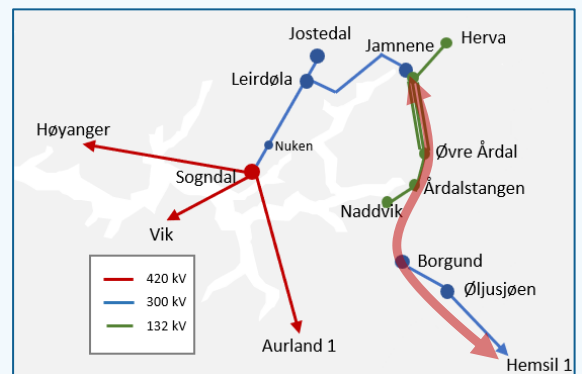 Jostedal
Jamnene
Herva
Leirdøla
Høyanger
Nuken
Øvre Årdal
Sogndal
Årdalstangen
Naddvik
Vik
Borgund
420 kV
300 kV
132 kV
Øljusjøen
Aurland 1
Hemsil 1